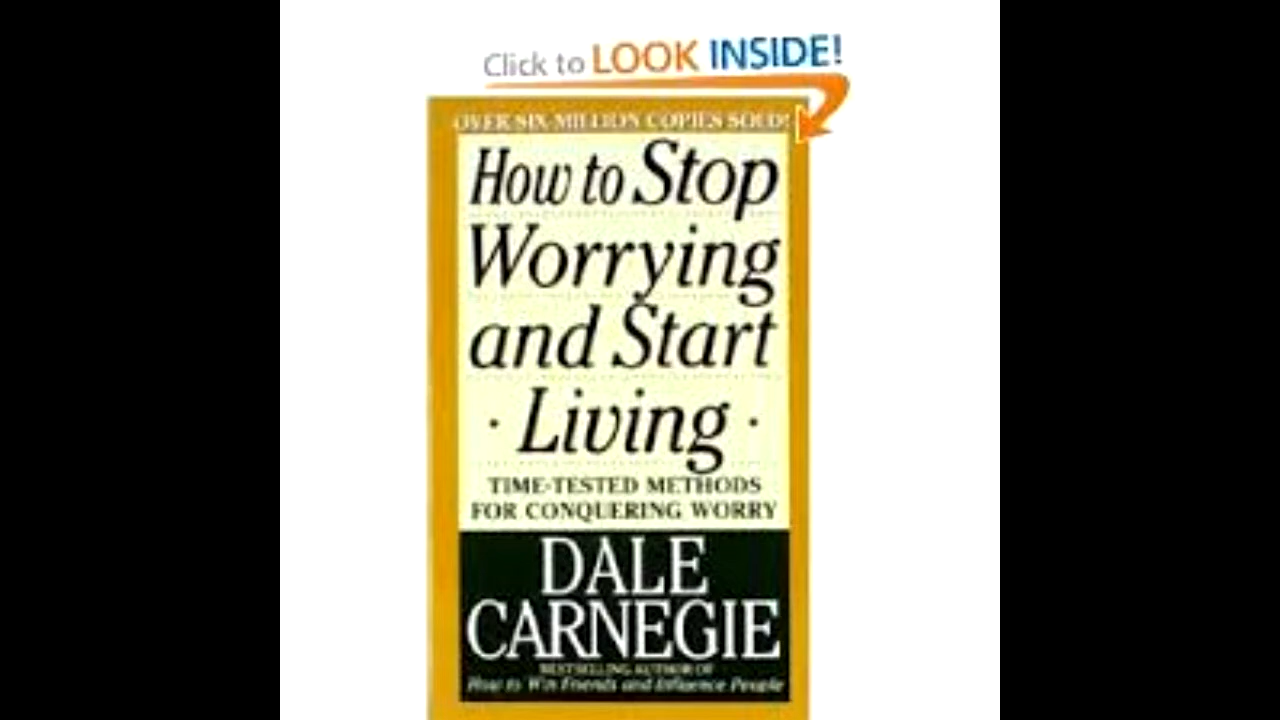 Click to LOOK INSIDE!
OVER SIX MILLION COPIES SOLD!
How to Stop
Worrying
and Start
· Living ·
TIME-TESTED METHODS
FOR CONQUERING WORRY
DALE
CARNEGIE
BESTSELLING AUTHOR OF
How to Win Friends and Influence People